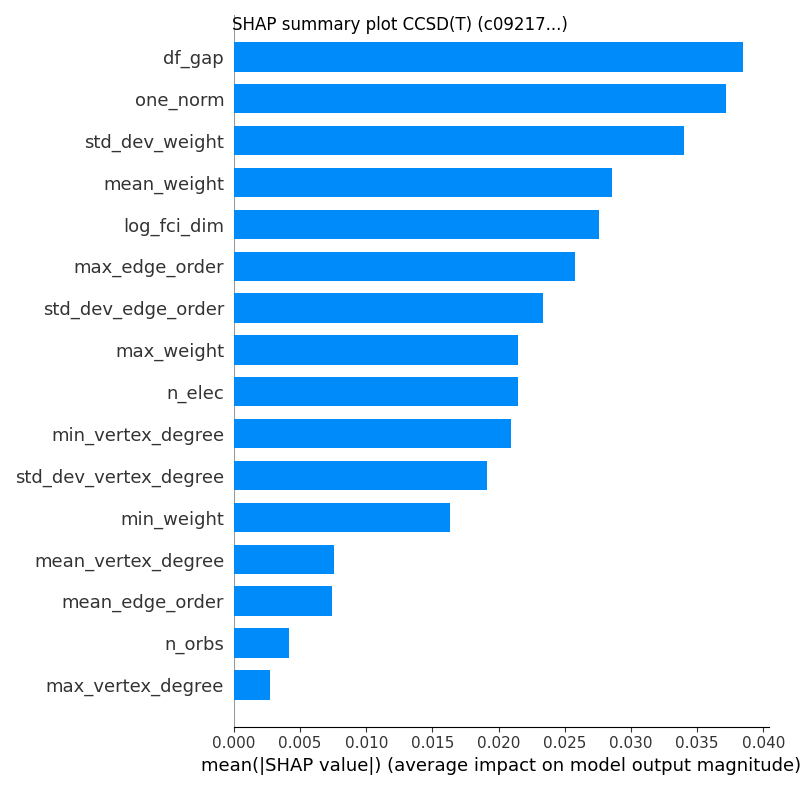 SHAP summary plot CCSD(T) (c09217...)
df_gap
one_norm
std_dev_weight
mean_weight
log_fci_dim
max_edge_order
std_dev_edge_order
max_weight
n_elec
min_vertex_degree
std_dev_vertex_degree
min_weight
mean_vertex_degree
mean_edge_order
n_orbs
max_vertex_degree
0.000 0.005 0.010 0.015 0.020 0.025 0.030 0.035 0.040
mean(|SHAP value|) (average impact on model output magnitude)